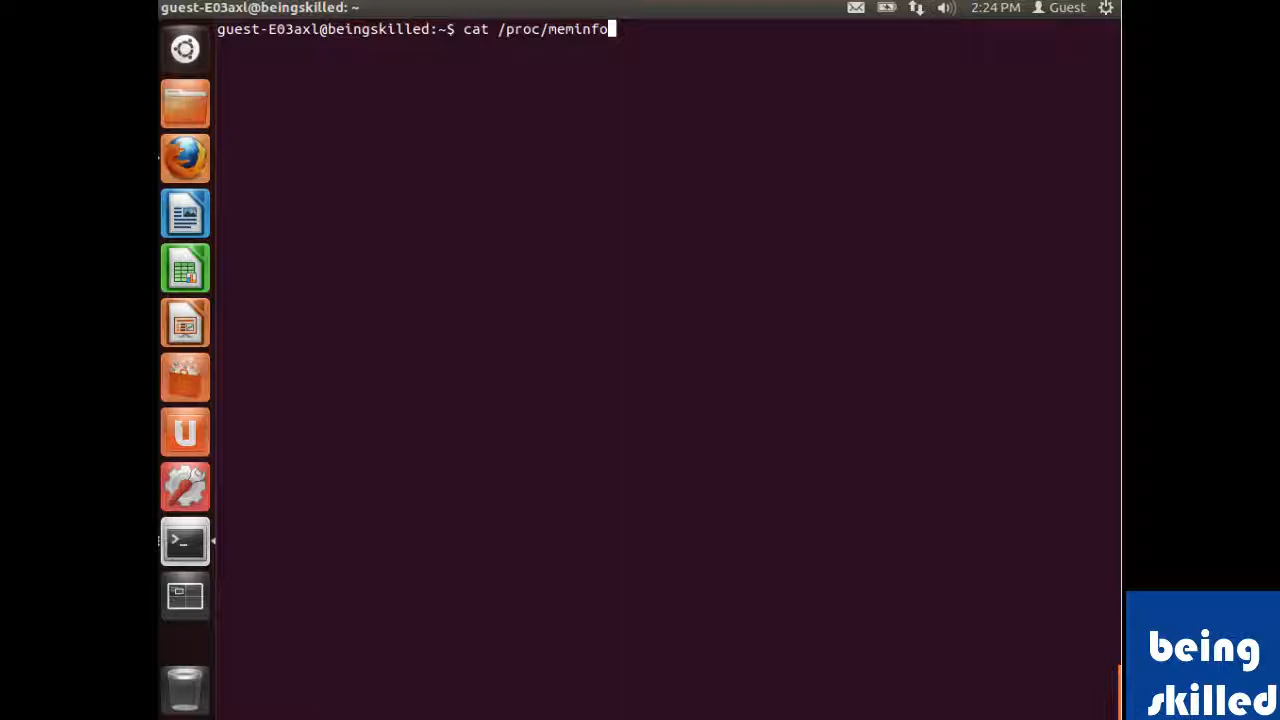 guest-E03axl@beingskilled: ~
2:24 PM
Guest
guest-E03axl@beingskilled:~$ cat /proc/meminfo
being
skilled